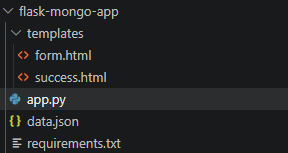 flask-mongo-app
templates
form.html
success.html
app.py
data.json
requirements.txt